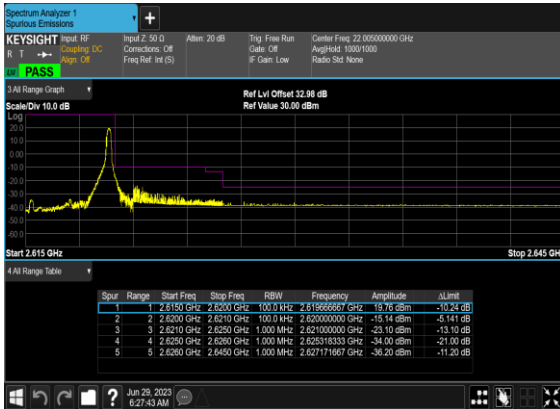 Spectrum Analyzer 1
Spurious Emissions
+
KEYSIGHT Input: RF Input Z: 50 Ω Atten: 20 dB Trig: Free Run Center Freq: 22.005000000 GHz
R T Coupling: DC Corrections: Off Gate: Off Avg|Hold: 1000/1000
Align: Off Freq Ref: Int (S) IF Gain: Low Radio Std: None
PASS
3 All Range Graph
Ref Lvl Offset 32.98 dB
Scale/Div 10.0 dB Ref Value 30.00 dBm
Log
20.0
10.0
0.00
-10.0
-20.0
-30.0
-40.0
-50.0
-60.0
Start 2.615 GHz Stop 2.645 GH
4 All Range Table
Spur Range Start Freq Stop Freq RBW Frequency Amplitude ΔLimit
1 1 2.6150 GHz 2.6200 GHz 100.0 kHz 2.619666667 GHz 19.76 dBm -10.24 dB
2 2 2.6200 GHz 2.6210 GHz 100.0 kHz 2.620000000 GHz -15.14 dBm -5.141 dB
3 3 2.6210 GHz 2.6250 GHz 1.000 MHz 2.621000000 GHz -23.10 dBm -13.10 dB
4 4 2.6250 GHz 2.6260 GHz 1.000 MHz 2.625318333 GHz -34.00 dBm -21.00 dB
5 5 2.6260 GHz 2.6450 GHz 1.000 MHz 2.627171667 GHz -36.20 dBm -11.20 dB
?
Jun 29, 2023
6:27:43 AM